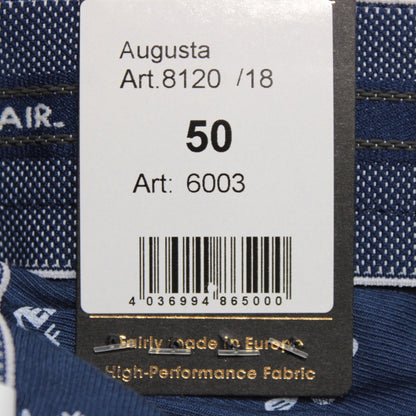 Augusta
Art.8120 /18
50
Art: 6003
4 036994 865000
AIR
Fairly made in Europe
High-Performance Fabric